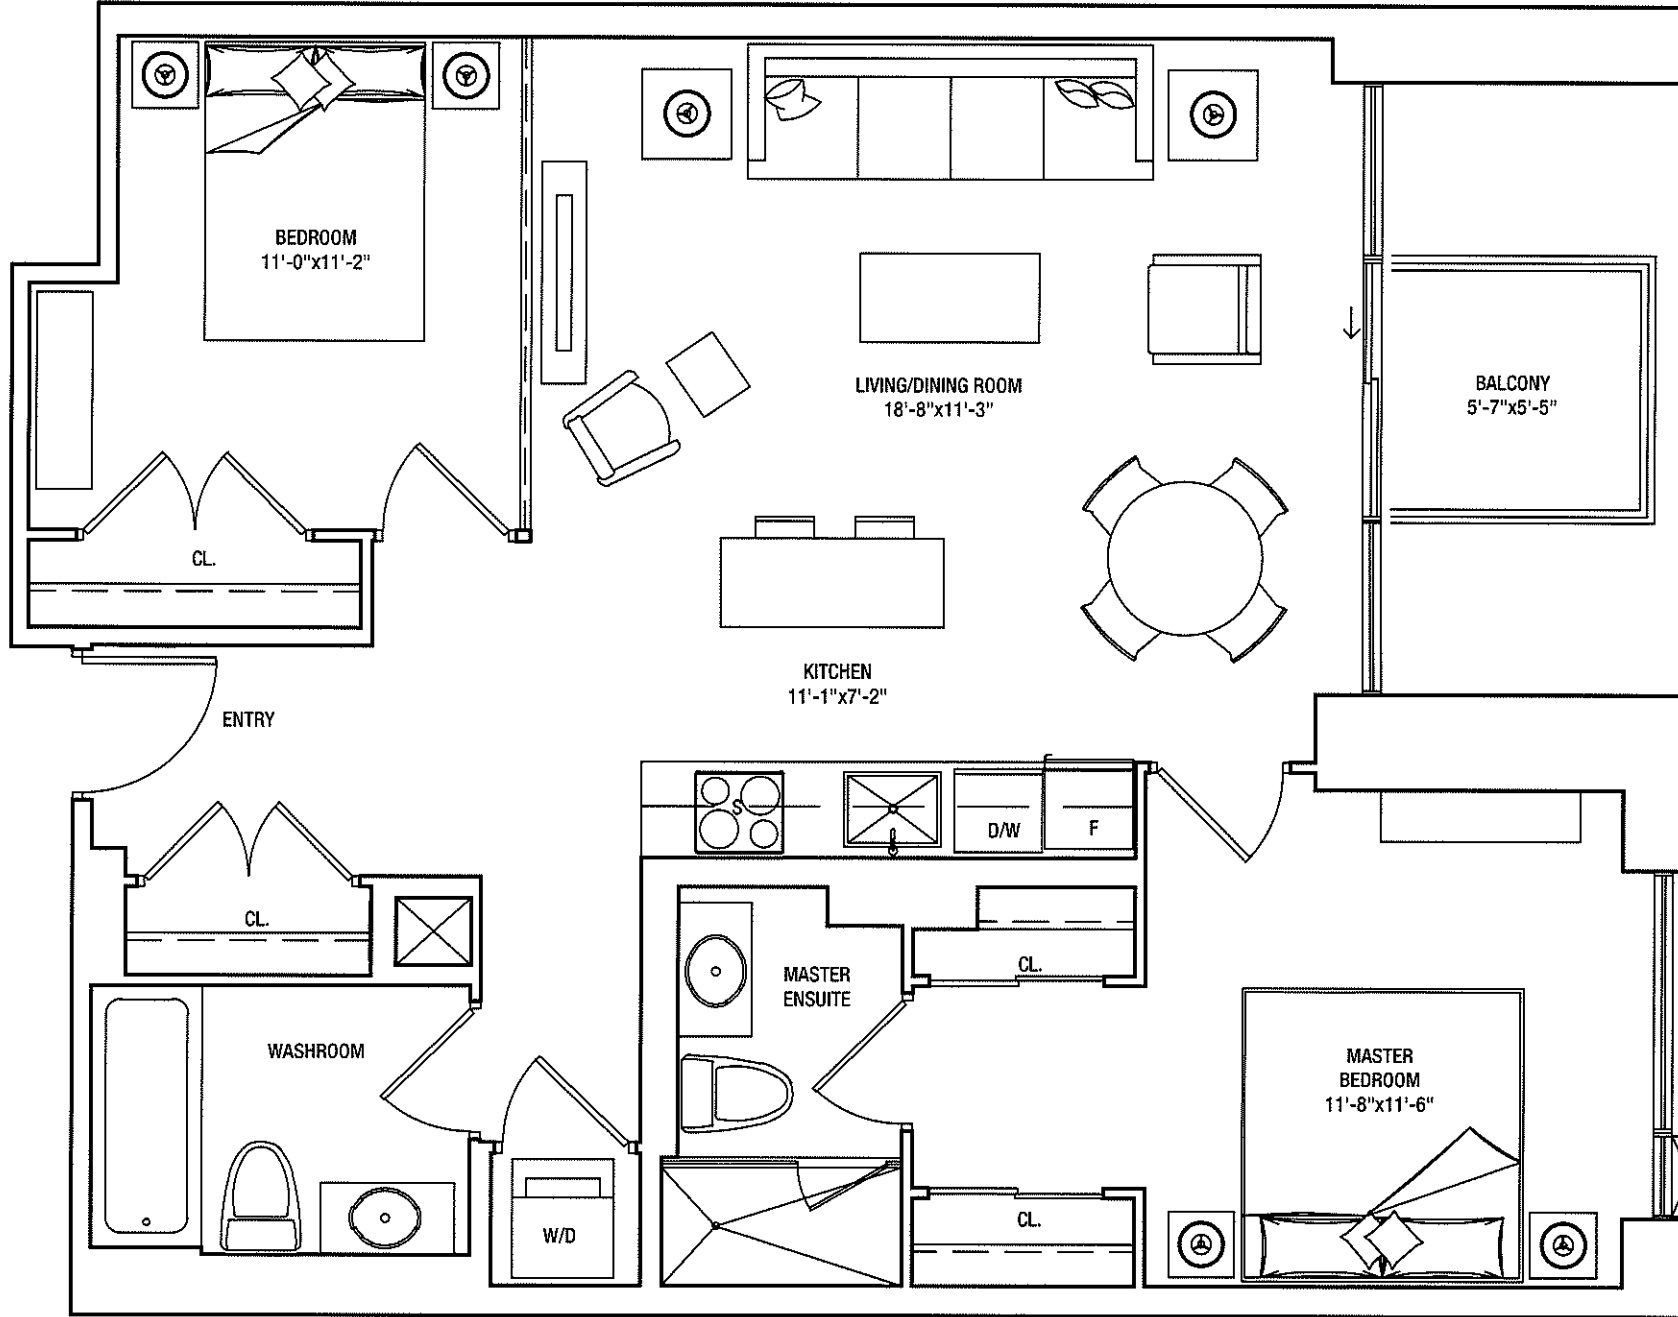 BEDROOM
11'-0"x11'-2"
LIVING/DINING ROOM
18'-8"x11'-3"
BALCONY
5'-7"x5'-5"
CL.
KITCHEN
11'-1"x7'-2"
ENTRY
S
D/W
F
CL.
MASTER
ENSUITE
CL.
WASHROOM
MASTER
BEDROOM
11'-8"x11'-6"
W/D
CL.